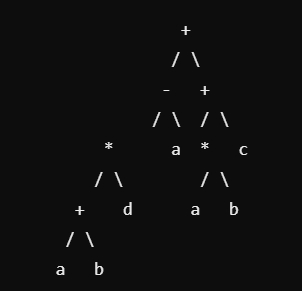 +
/ \
- +
/ \ / \
* a * c
/ \ / \
+ d a b
/ \
a b